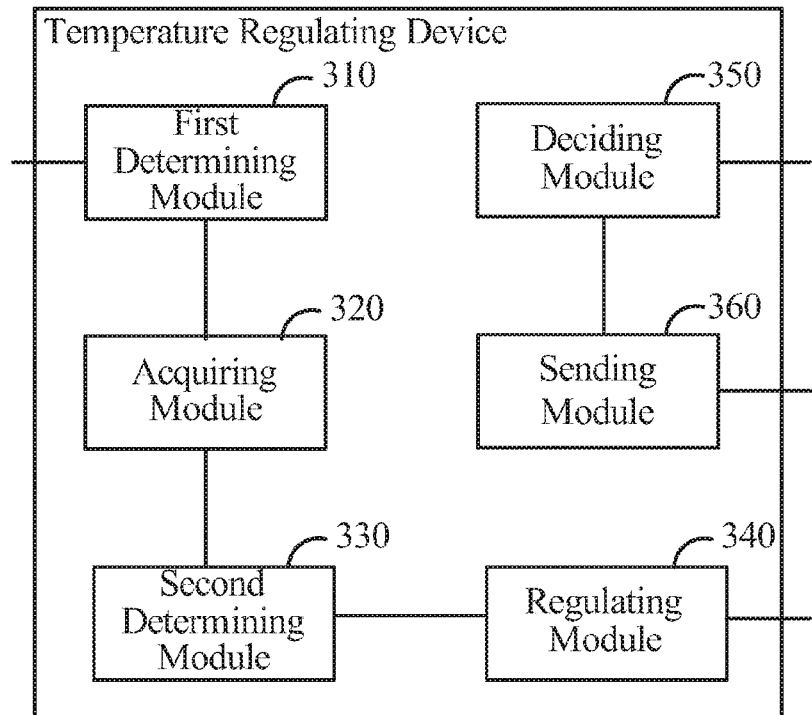 Temperature Regulating Device
310
First
Determining
Module
350
Deciding
Module
320
Acquiring
Module
360
Sending
Module
330
Second
Determining
Module
340
Regulating
Module